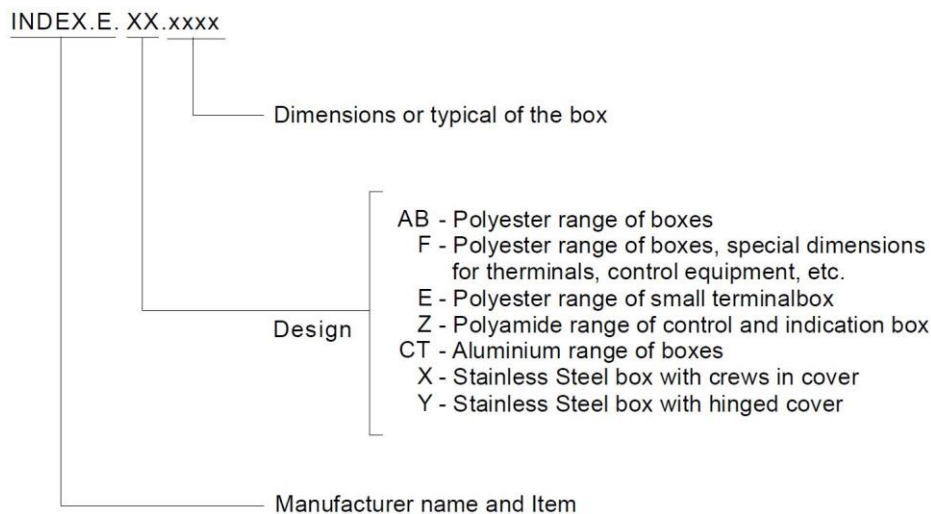 INDEX.E. XX.xxxx
Dimensions or typical of the box
Design
AB - Polyester range of boxes
F - Polyester range of boxes, special dimensions
for therminals, control equipment, etc.
E - Polyester range of small terminalbox
Z - Polyamide range of control and indication box
CT - Aluminium range of boxes
X - Stainless Steel box with crews in cover
Y - Stainless Steel box with hinged cover
Manufacturer name and Item